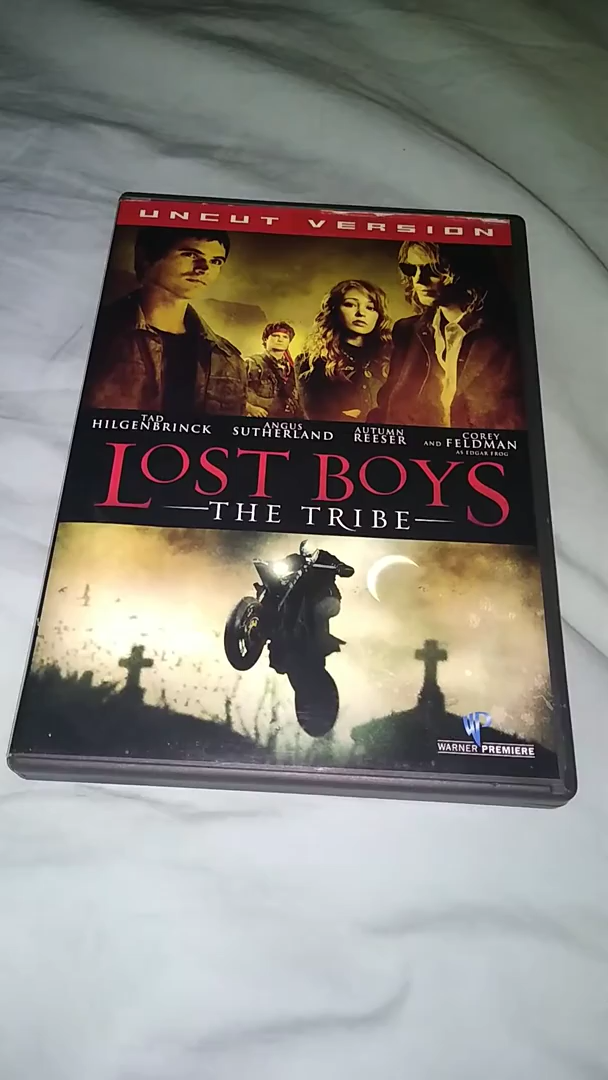 UNCUT VERSION
TAD HILGENBRINCK
ANGUS SUTHERLAND
AUTUMN REESER
AND COREY FELDMAN
AS EDGAR FROG
LOST BOYS
THE TRIBE
WARNER PREMIERE